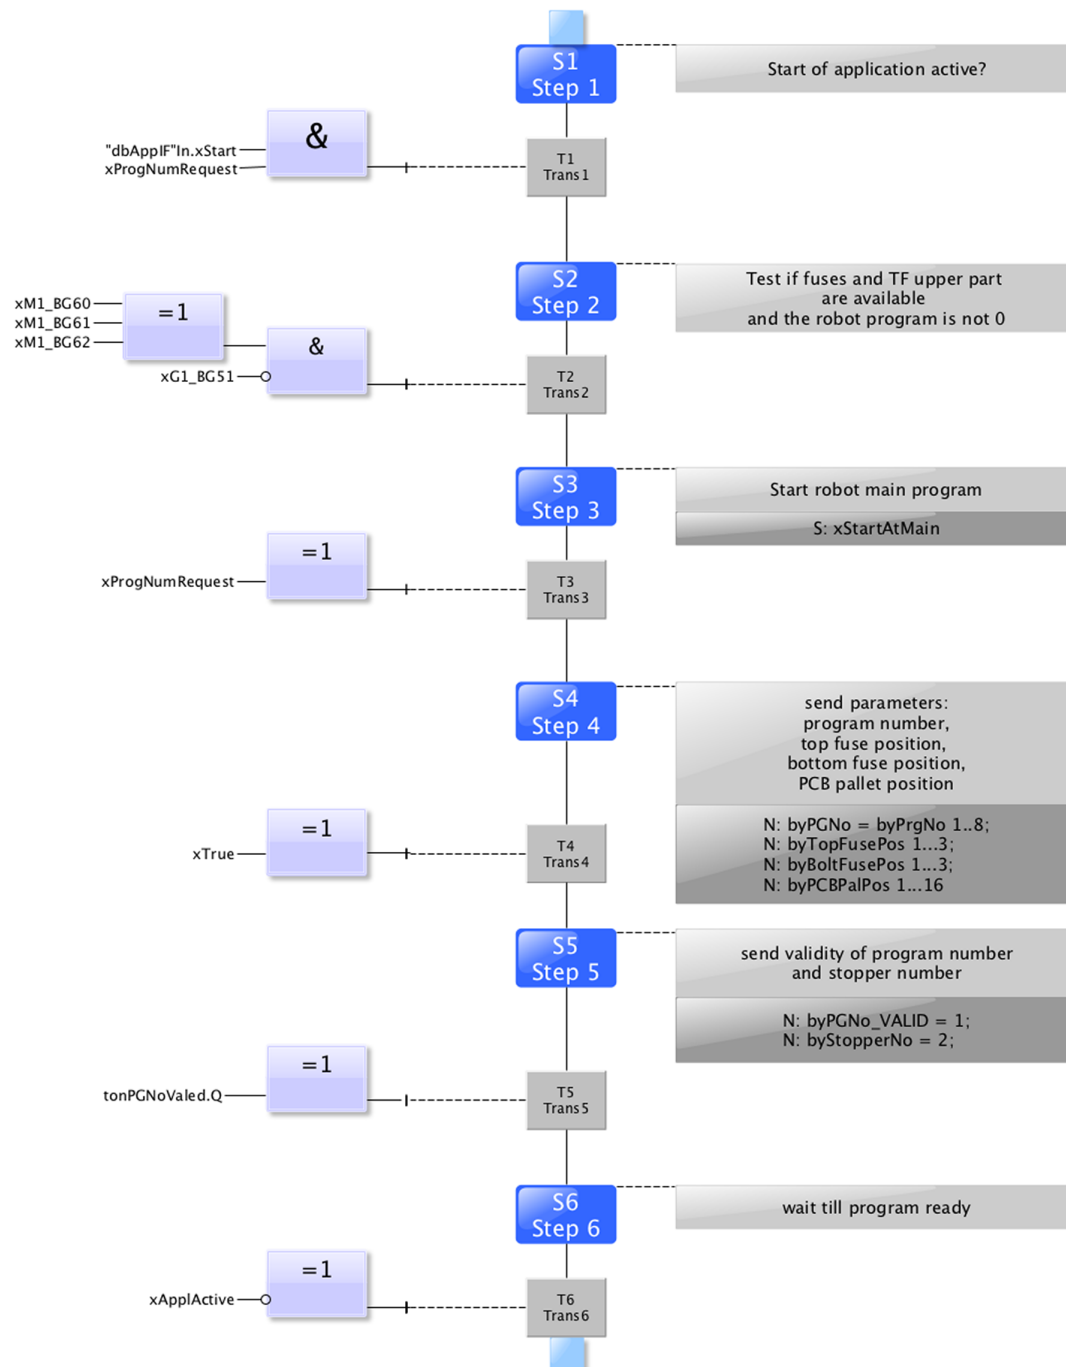 S1
Step 1
Start of application active?
&
"dbAppIF"In.xStart
xProgNumRequest
T1
Trans1
S2
Step 2
Test if fuses and TF upper part
are available
and the robot program is not 0
xM1_BG60
xM1_BG61
xM1_BG62
=1
&
xG1_BG51
T2
Trans2
S3
Step 3
Start robot main program
S: xStartAtMain
=1
xProgNumRequest
T3
Trans3
S4
Step 4
send parameters:
program number,
top fuse position,
bottom fuse position,
PCB pallet position
N: byPGNo = byPrgNo 1..8;
N: byTopFusePos 1...3;
N: byBoltFusePos 1...3;
N: byPCBPalPos 1...16
=1
xTrue
T4
Trans4
S5
Step 5
send validity of program number
and stopper number
N: byPGNo_VALID = 1;
N: byStopperNo = 2;
=1
tonPGNoValed.Q
T5
Trans5
S6
Step 6
wait till program ready
=1
xApplActive
T6
Trans6